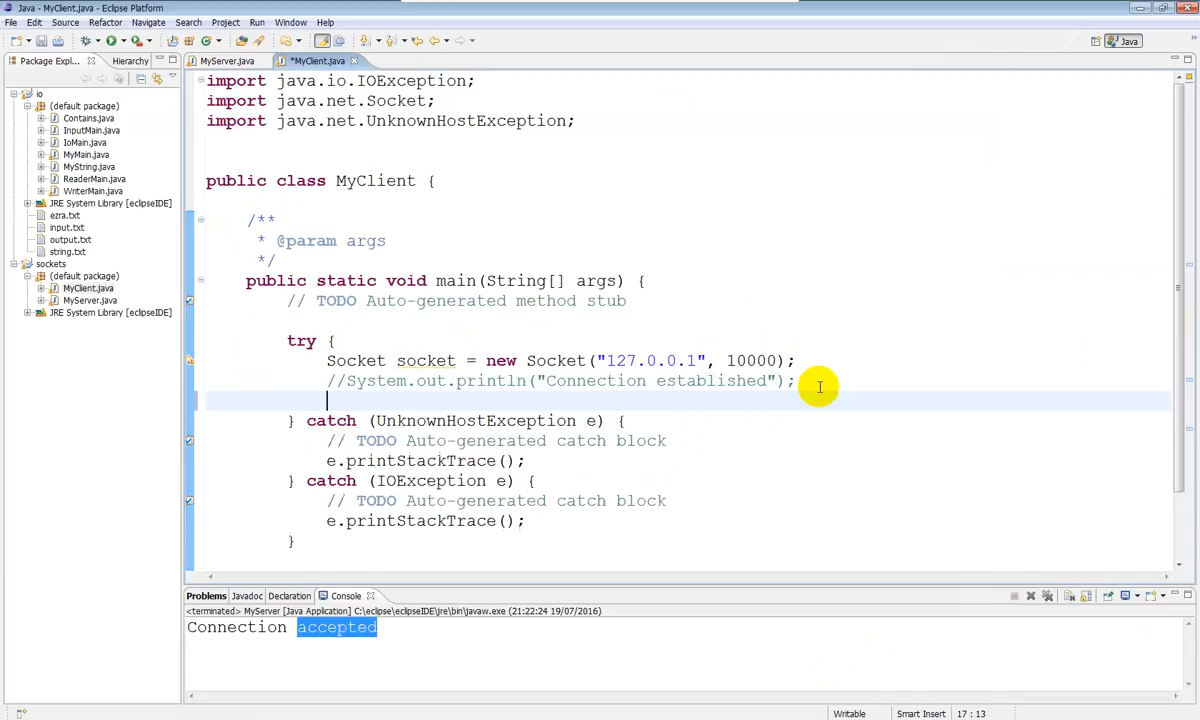 Java - MyClient.java - Eclipse Platform
File Edit Source Refactor Navigate Search Project Run Window Help
Java
Package Expl... Hierarchy
MyServer.java *MyClient.java
io
(default package)
Contains.java
InputMain.java
IoMain.java
MyMain.java
MyString.java
ReaderMain.java
WriterMain.java
JRE System Library [eclipseIDE]
ezra.txt
input.txt
output.txt
string.txt
sockets
(default package)
MyClient.java
MyServer.java
JRE System Library [eclipseIDE]
import java.io.IOException;
import java.net.Socket;
import java.net.UnknownHostException;
public class MyClient {
/**
* @param args
*/
public static void main(String[] args) {
// TODO Auto-generated method stub
try {
Socket socket = new Socket("127.0.0.1", 10000);
//System.out.println("Connection established");
} catch (UnknownHostException e) {
// TODO Auto-generated catch block
e.printStackTrace();
} catch (IOException e) {
// TODO Auto-generated catch block
e.printStackTrace();
}
Problems Javadoc Declaration Console
<terminated> MyServer [Java Application] C:\eclipse\eclipseIDE\jre\bin\javaw.exe (21:22:24 19/07/2016)
Connection accepted
Writable Smart Insert 17 : 13